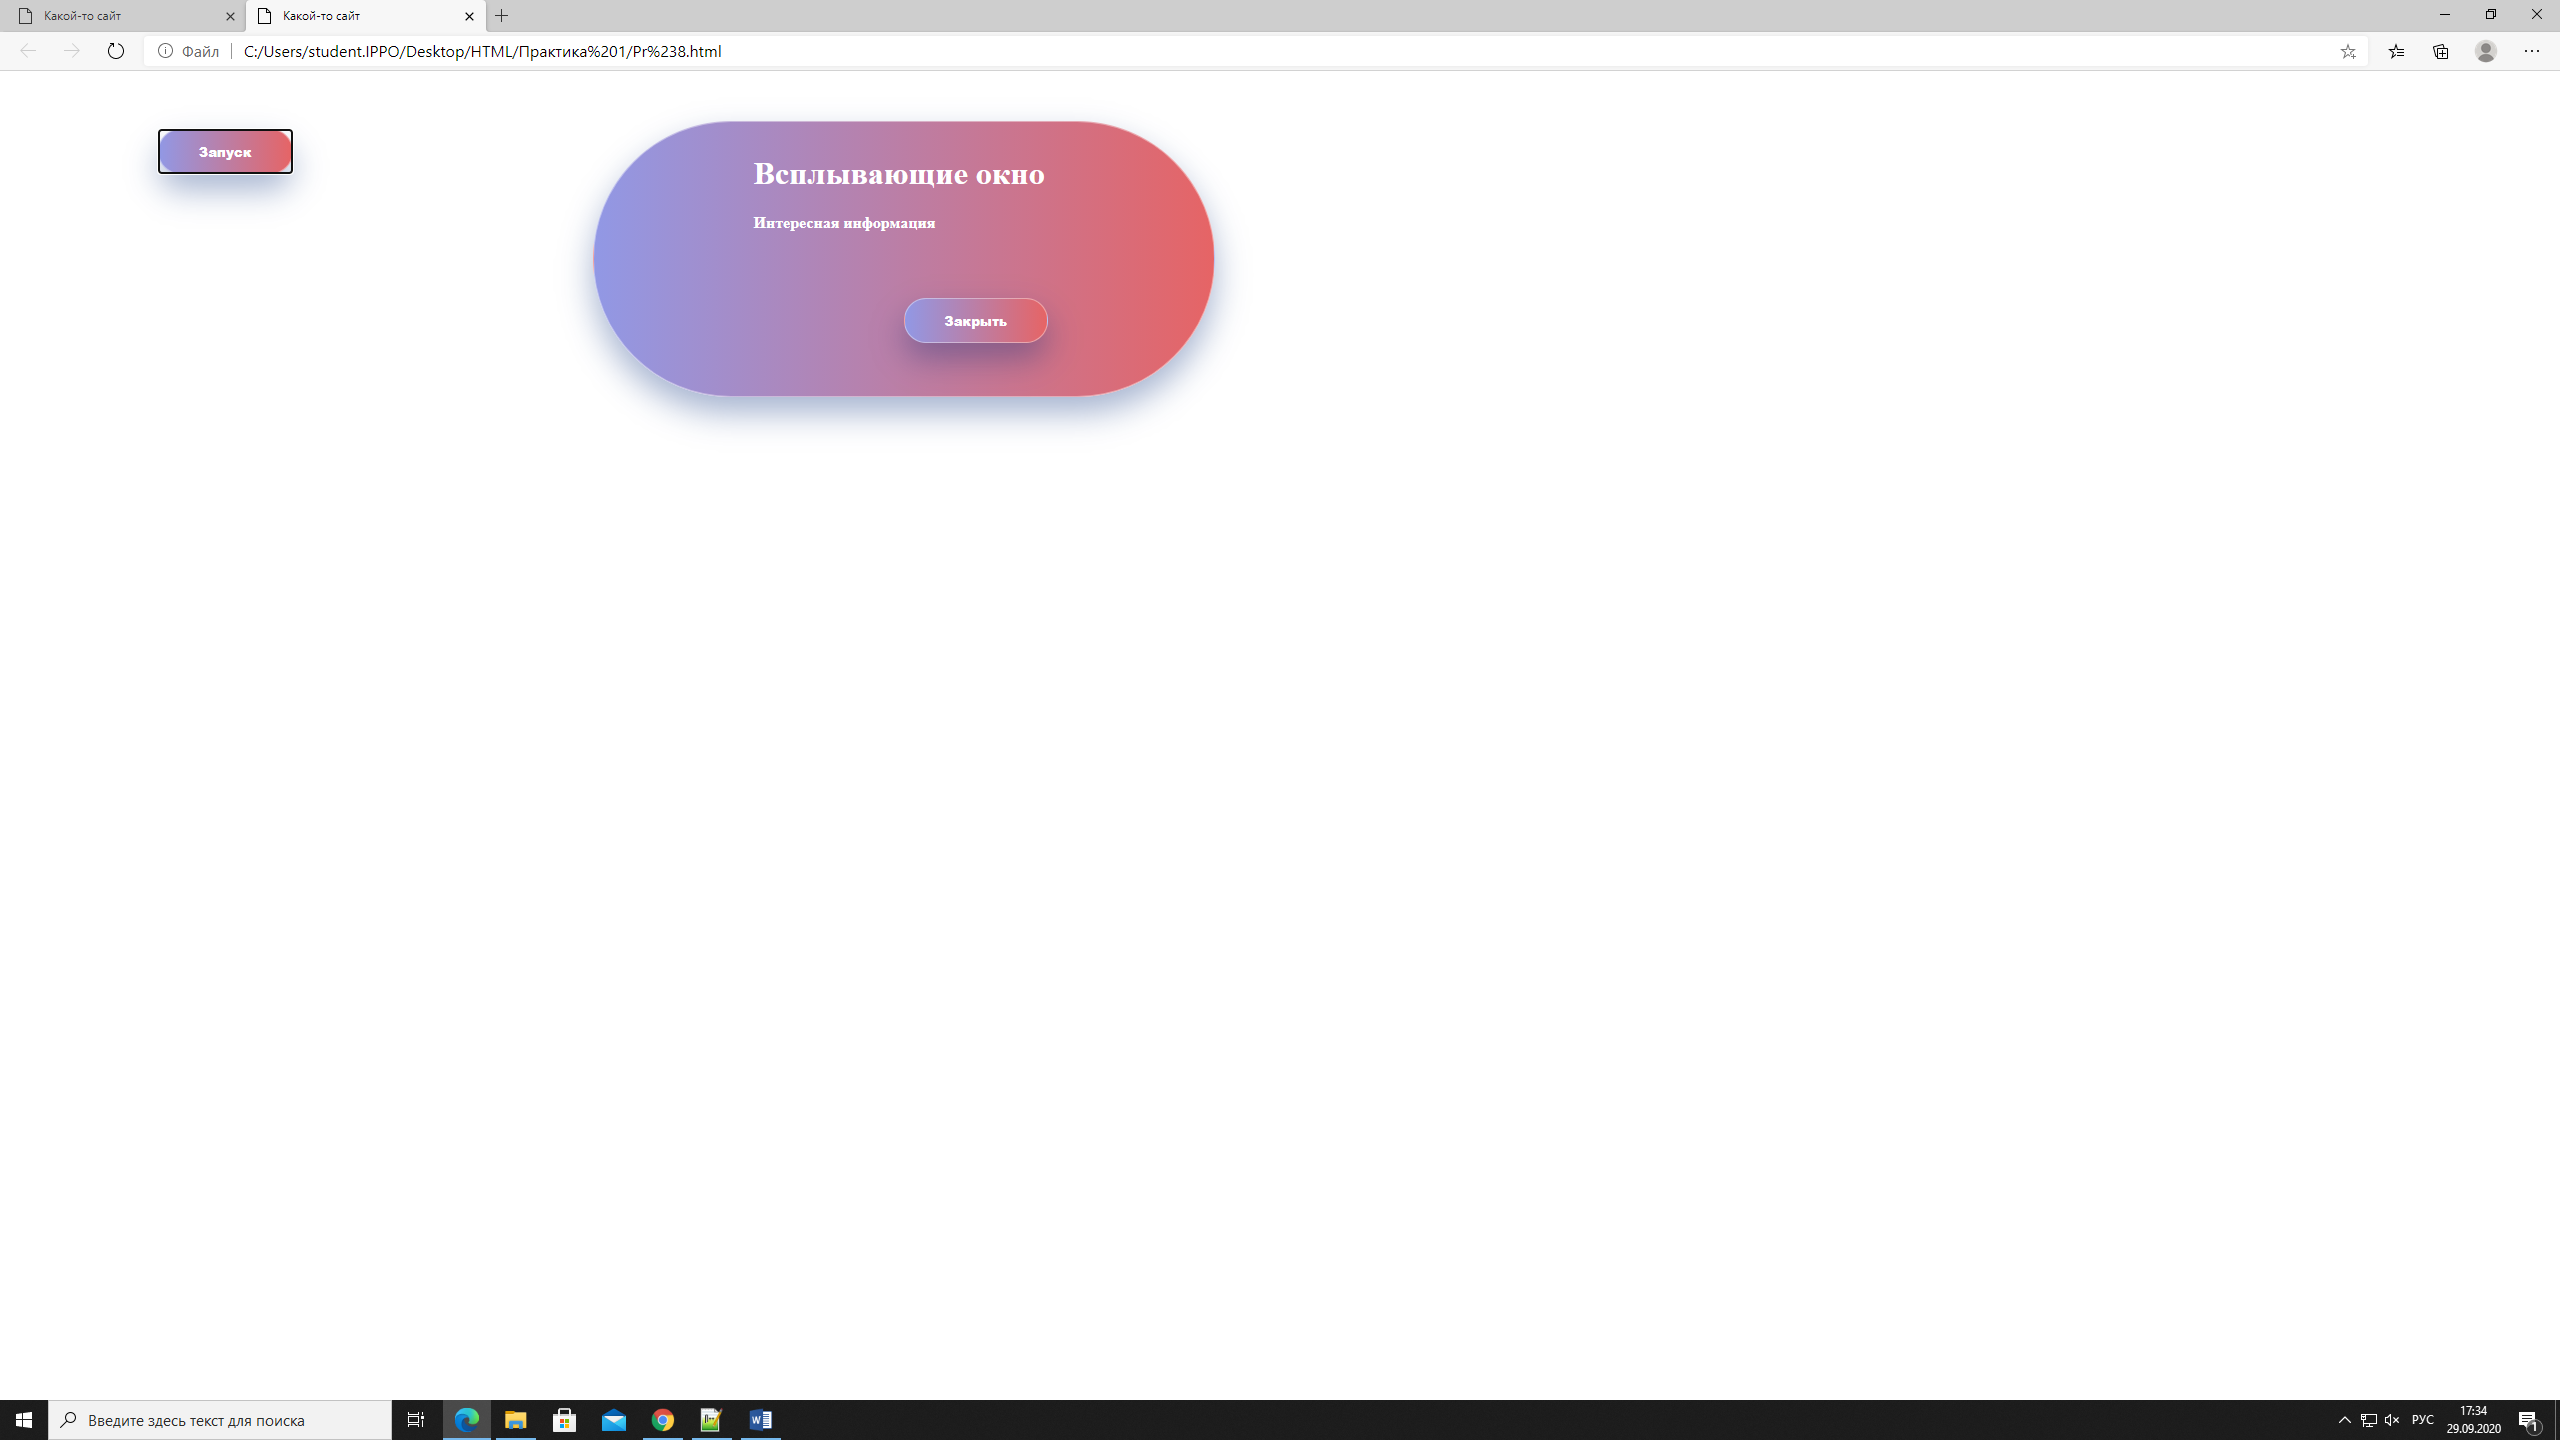 Какой-то сайт
Какой-то сайт
Файл
C:/Users/student.IPPO/Desktop/HTML/Практика%201/Pr%238.html
Запуск
Всплывающие окно
Интересная информация
Закрыть
Введите здесь текст для поиска
РУС
17:34
29.09.2020
1